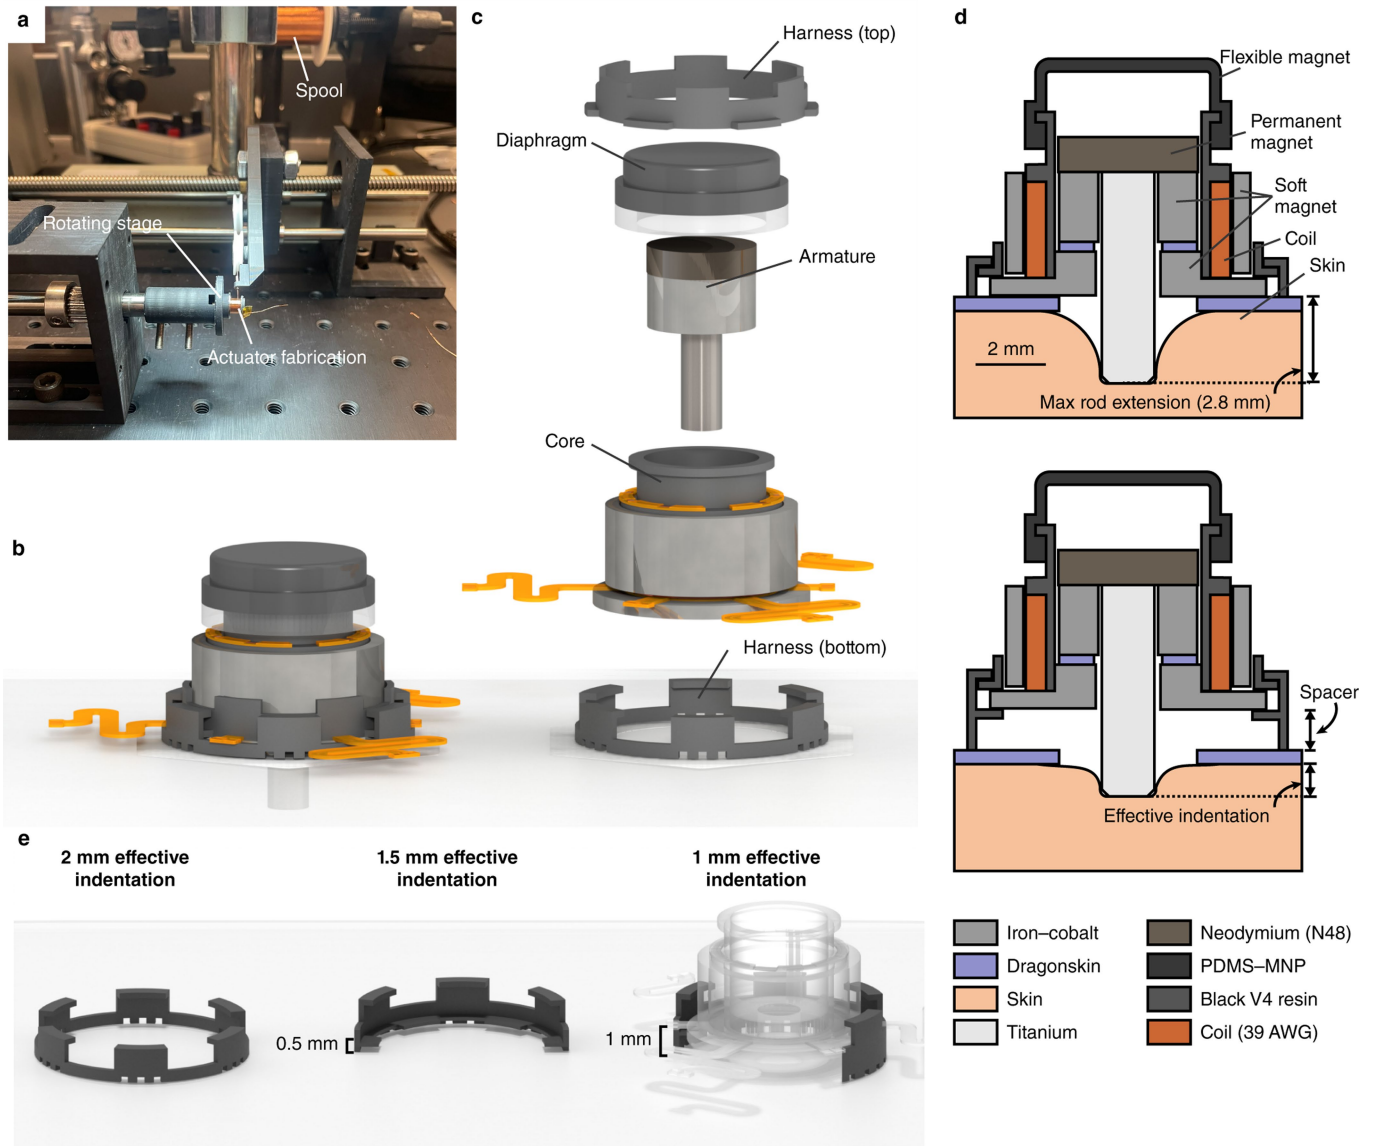 a
Spool
Rotating stage
Actuator fabrication
b
c
Harness (top)
Diaphragm
Armature
Core
Harness (bottom)
d
Flexible magnet
Permanent
magnet
Soft
magnet
Coil
Skin
2 mm
Max rod extension (2.8 mm)
Spacer
Effective indentation
Iron–cobalt
Dragonskin
Skin
Titanium
Neodymium (N48)
PDMS–MNP
Black V4 resin
Coil (39 AWG)
e
2 mm effective
indentation
1.5 mm effective
indentation
1 mm effective
indentation
0.5 mm
1 mm